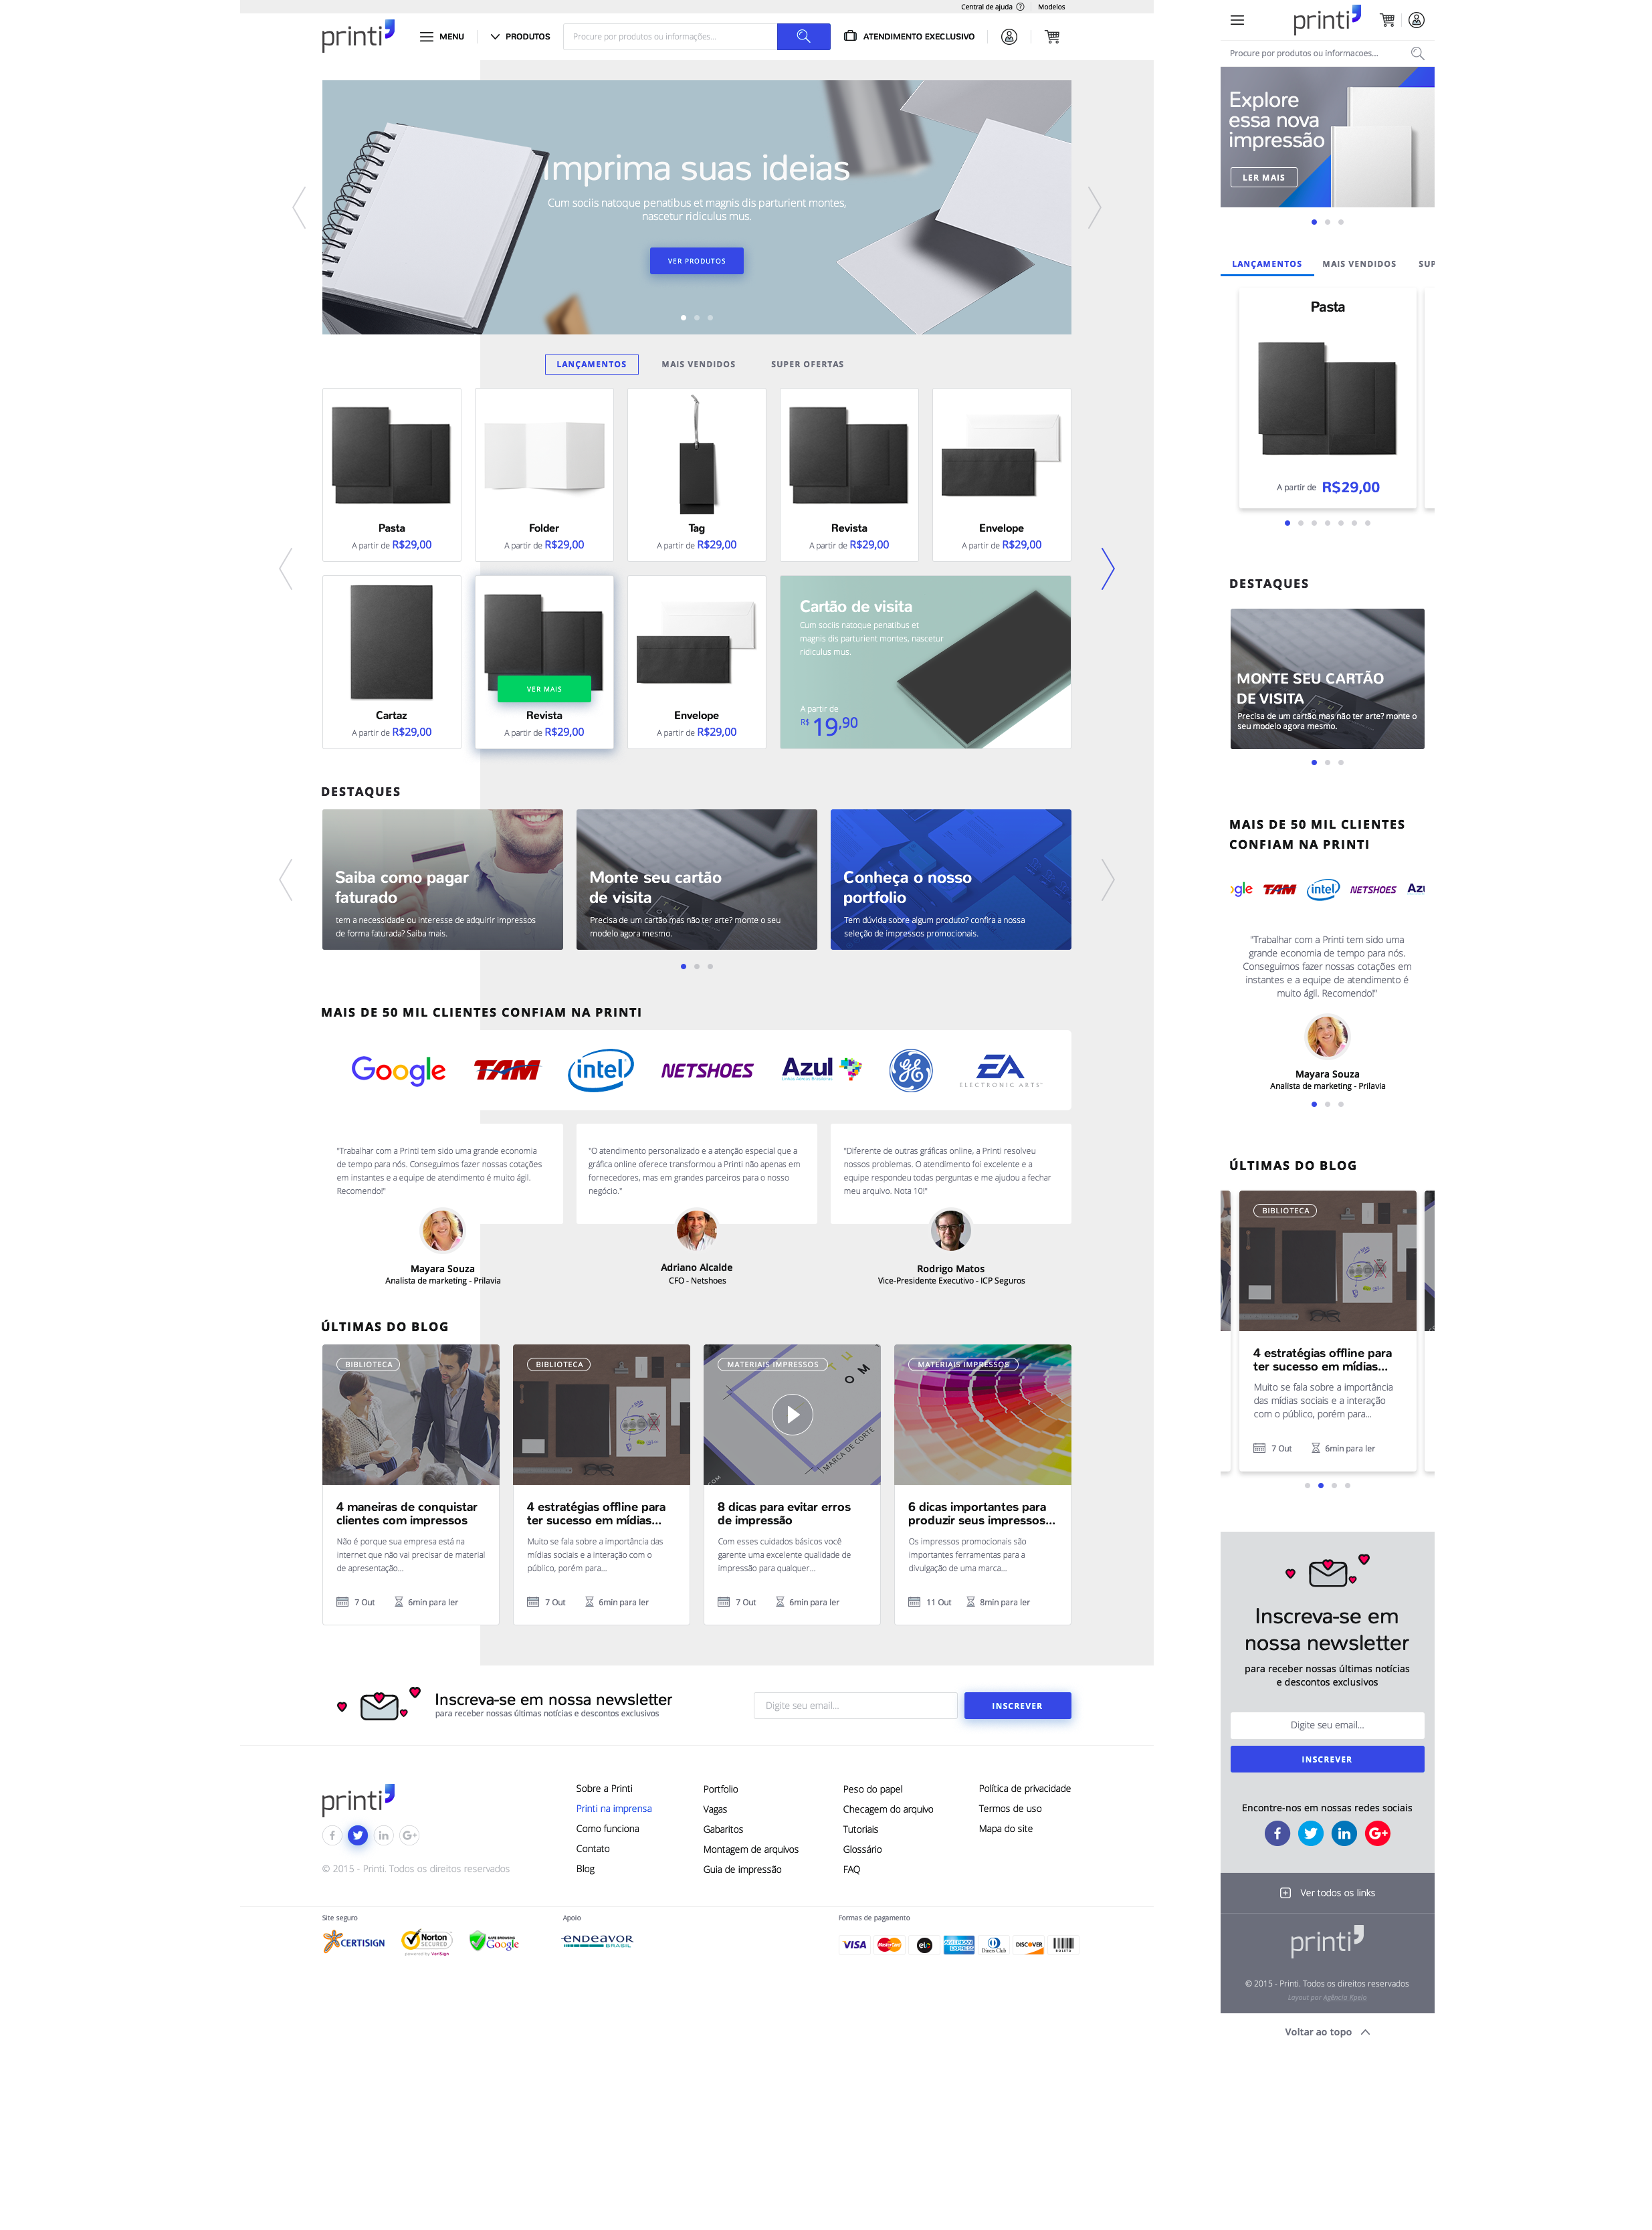 Central de ajuda
Modelos
printi
MENU
PRODUTOS
Procure por produtos ou informações...
ATENDIMENTO EXECLUSIVO
Imprima suas ideias
Cum sociis natoque penatibus et magnis dis parturient montes,
nascetur ridiculus mus.
VER PRODUTOS
LANÇAMENTOS
MAIS VENDIDOS
SUPER OFERTAS
Pasta
A partir de R$29,00
Folder
A partir de R$29,00
Tag
A partir de R$29,00
Revista
A partir de R$29,00
Envelope
A partir de R$29,00
Cartaz
A partir de R$29,00
VER MAIS
Revista
A partir de R$29,00
Envelope
A partir de R$29,00
Cartão de visita
Cum sociis natoque penatibus et
magnis dis parturient montes, nascetur
ridiculus mus.
A partir de
R$ 19,90
DESTAQUES
Saiba como pagar
faturado
tem a necessidade ou interesse de adquirir impressos
de forma faturada? Saiba mais.
Monte seu cartão
de visita
Precisa de um cartão mas não ter arte? monte o seu
modelo agora mesmo.
Conheça o nosso
portfolio
Tem dúvida sobre algum produto? confira a nossa
seleção de impressos promocionais.
MAIS DE 50 MIL CLIENTES CONFIAM NA PRINTI
Google
TAM
intel
NETSHOES
Azul
Linhas Aéreas Brasileiras
GE
EA
ELECTRONIC ARTS
"Trabalhar com a Printi tem sido uma grande economia
de tempo para nós. Conseguimos fazer nossas cotações
em instantes e a equipe de atendimento é muito ágil.
Recomendo!"
Mayara Souza
Analista de marketing - Prilavia
"O atendimento personalizado e a atenção especial que a
gráfica online oferece transformou a Printi não apenas em
fornecedores, mas em grandes parceiros para o nosso
negócio."
Adriano Alcalde
CFO - Netshoes
"Diferente de outras gráficas online, a Printi resolveu
nossos problemas. O atendimento foi excelente e a
equipe respondeu todas perguntas e me ajudou a fechar
meu arquivo. Nota 10!"
Rodrigo Matos
Vice-Presidente Executivo - ICP Seguros
ÚLTIMAS DO BLOG
BIBLIOTECA
4 maneiras de conquistar
clientes com impressos
Não é porque sua empresa está na
internet que não vai precisar de material
de apresentação...
7 Out
6min para ler
BIBLIOTECA
4 estratégias offline para
ter sucesso em mídias...
Muito se fala sobre a importância das
mídias sociais e a interação com o
público, porém para...
7 Out
6min para ler
MATERIAIS IMPRESSOS
MARCA DE CORTE
8 dicas para evitar erros
de impressão
Com esses cuidados básicos você
garente uma excelente qualidade de
impressão para qualquer...
7 Out
6min para ler
MATERIAIS IMPRESSOS
6 dicas importantes para
produzir seus impressos...
Os impressos promocionais são
importantes ferramentas para a
divulgação de uma marca...
11 Out
8min para ler
Inscreva-se em nossa newsletter
para receber nossas últimas notícias e descontos exclusivos
Digite seu email...
INSCREVER
printi
© 2015 - Printi. Todos os direitos reservados
Sobre a Printi
Printi na imprensa
Como funciona
Contato
Blog
Portfolio
Vagas
Gabaritos
Montagem de arquivos
Guia de impressão
Peso do papel
Checagem do arquivo
Tutoriais
Glossário
FAQ
Política de privacidade
Termos de uso
Mapa do site
Site seguro
CERTISIGN
Norton
SECURED
powered by VeriSign
SAFE BROWSING
Google
Apoio
ENDEAVOR
BRASIL
Formas de pagamento
VISA
MasterCard
elo
AMERICAN
EXPRESS
Diners Club
DISCOVER
BOLETO
printi
Procure por produtos ou informacoes...
Explore
essa nova
impressão
LER MAIS
LANÇAMENTOS
MAIS VENDIDOS
SUP
Pasta
A partir de R$29,00
DESTAQUES
MONTE SEU CARTÃO
DE VISITA
Precisa de um cartão mas não ter arte? monte o
seu modelo agora mesmo.
MAIS DE 50 MIL CLIENTES
CONFIAM NA PRINTI
ogle
TAM
intel
NETSHOES
Azu
"Trabalhar com a Printi tem sido uma
grande economia de tempo para nós.
Conseguimos fazer nossas cotações em
instantes e a equipe de atendimento é
muito ágil. Recomendo!"
Mayara Souza
Analista de marketing - Prilavia
ÚLTIMAS DO BLOG
BIBLIOTECA
4 estratégias offline para
ter sucesso em mídias...
Muito se fala sobre a importância
das mídias sociais e a interação
com o público, porém para...
7 Out
6min para ler
Inscreva-se em
nossa newsletter
para receber nossas últimas notícias
e descontos exclusivos
Digite seu email...
INSCREVER
Encontre-nos em nossas redes sociais
Ver todos os links
printi
© 2015 - Printi. Todos os direitos reservados
Layout por Agência Kpelo
Voltar ao topo